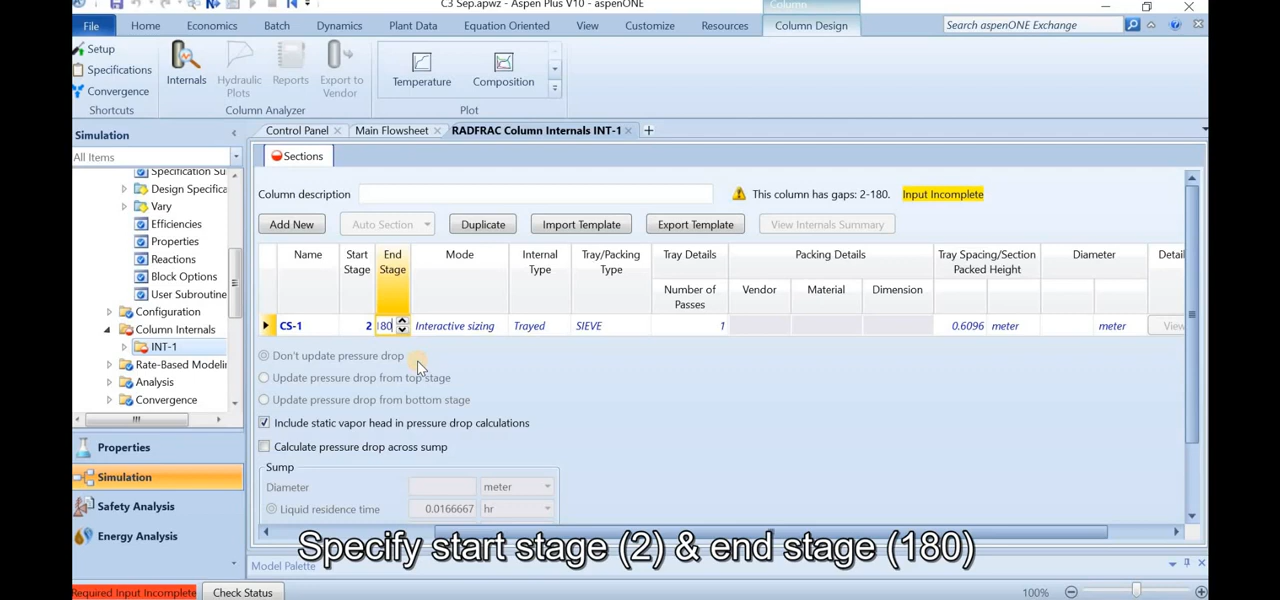 C3 Sep.apwz - Aspen Plus V10 - aspenONE
Column
File Home Economics Batch Dynamics Plant Data Equation Oriented View Customize Resources Column Design
Search aspenONE Exchange
Setup
Specifications
Convergence
Shortcuts
Internals
Hydraulic
Plots
Reports
Export to
Vendor
Column Analyzer
Temperature
Composition
Plot
Simulation
All Items
Specification Su
Design Specifica
Vary
Efficiencies
Properties
Reactions
Block Options
User Subroutine
Configuration
Column Internals
INT-1
Rate-Based Modelin
Analysis
Convergence
Properties
Simulation
Safety Analysis
Energy Analysis
Control Panel Main Flowsheet RADFRAC Column Internals INT-1
Sections
Column description
This column has gaps: 2-180. Input Incomplete
Add New Auto Section Duplicate Import Template Export Template View Internals Summary
Name
Start
Stage
End
Stage
Mode
Internal
Type
Tray/Packing
Type
Tray Details
Number of
Passes
Packing Details
Vendor
Material
Dimension
Tray Spacing/Section
Packed Height
Diameter
Detai
CS-1 2 180 Interactive sizing Trayed SIEVE 1 0.6096 meter meter View
Don't update pressure drop
Update pressure drop from top stage
Update pressure drop from bottom stage
Include static vapor head in pressure drop calculations
Calculate pressure drop across sump
Sump
Diameter meter
Liquid residence time 0.0166667 hr
Specify start stage (2) & end stage (180)
Model Palette
Required Input Incomplete Check Status
100%